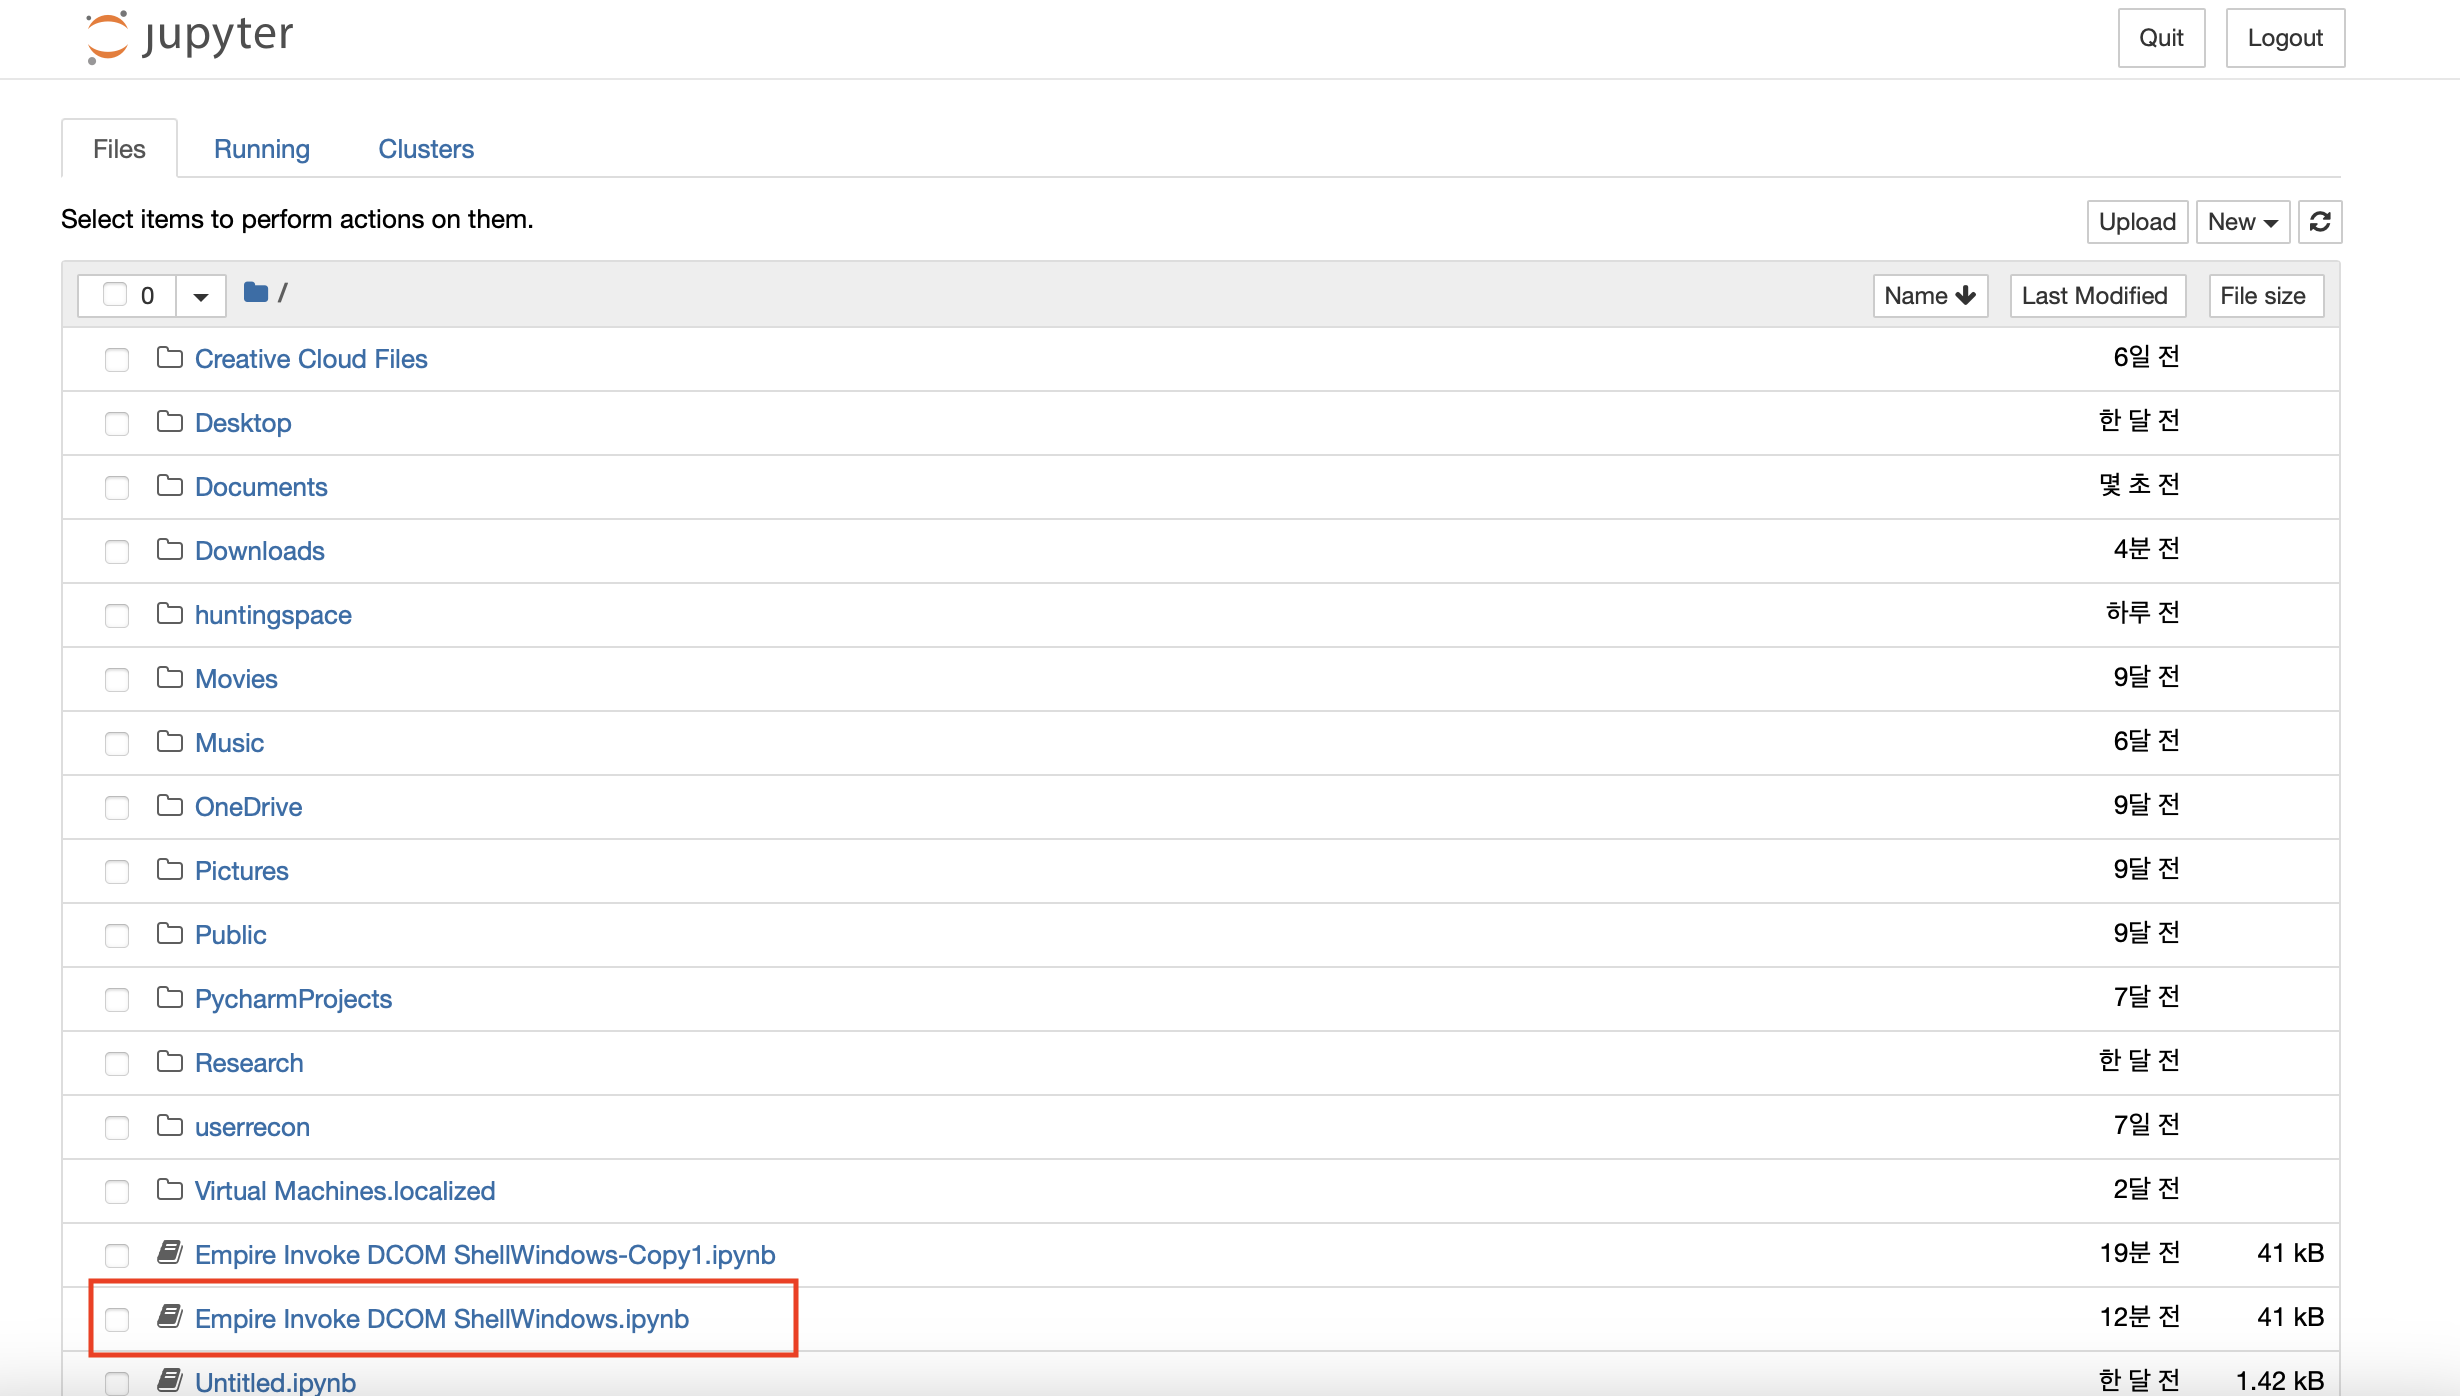 jupyter
Quit Logout
Files Running Clusters
Select items to perform actions on them.
Upload New
0 /
Name Last Modified File size
Creative Cloud Files 6일 전
Desktop 한 달 전
Documents 몇 초 전
Downloads 4분 전
huntingspace 하루 전
Movies 9달 전
Music 6달 전
OneDrive 9달 전
Pictures 9달 전
Public 9달 전
PycharmProjects 7달 전
Research 한 달 전
userrecon 7일 전
Virtual Machines.localized 2달 전
Empire Invoke DCOM ShellWindows-Copy1.ipynb 19분 전 41 kB
Empire Invoke DCOM ShellWindows.ipynb 12분 전 41 kB
Untitled.ipynb 한 달 전 1.42 kB